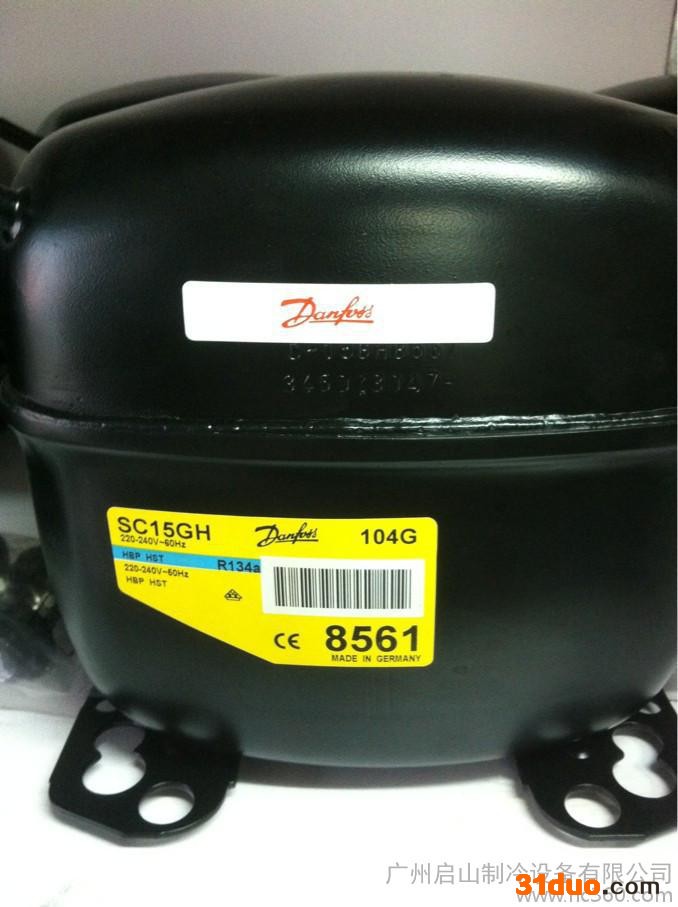 Danfoss
SC15GH Danfoss 104G
220-240V~60Hz
HBP HST R134a
220-240V~50Hz
HBP HST
CE 8561
MADE IN GERMANY
广州启山制冷设备有限公司
31duo.com